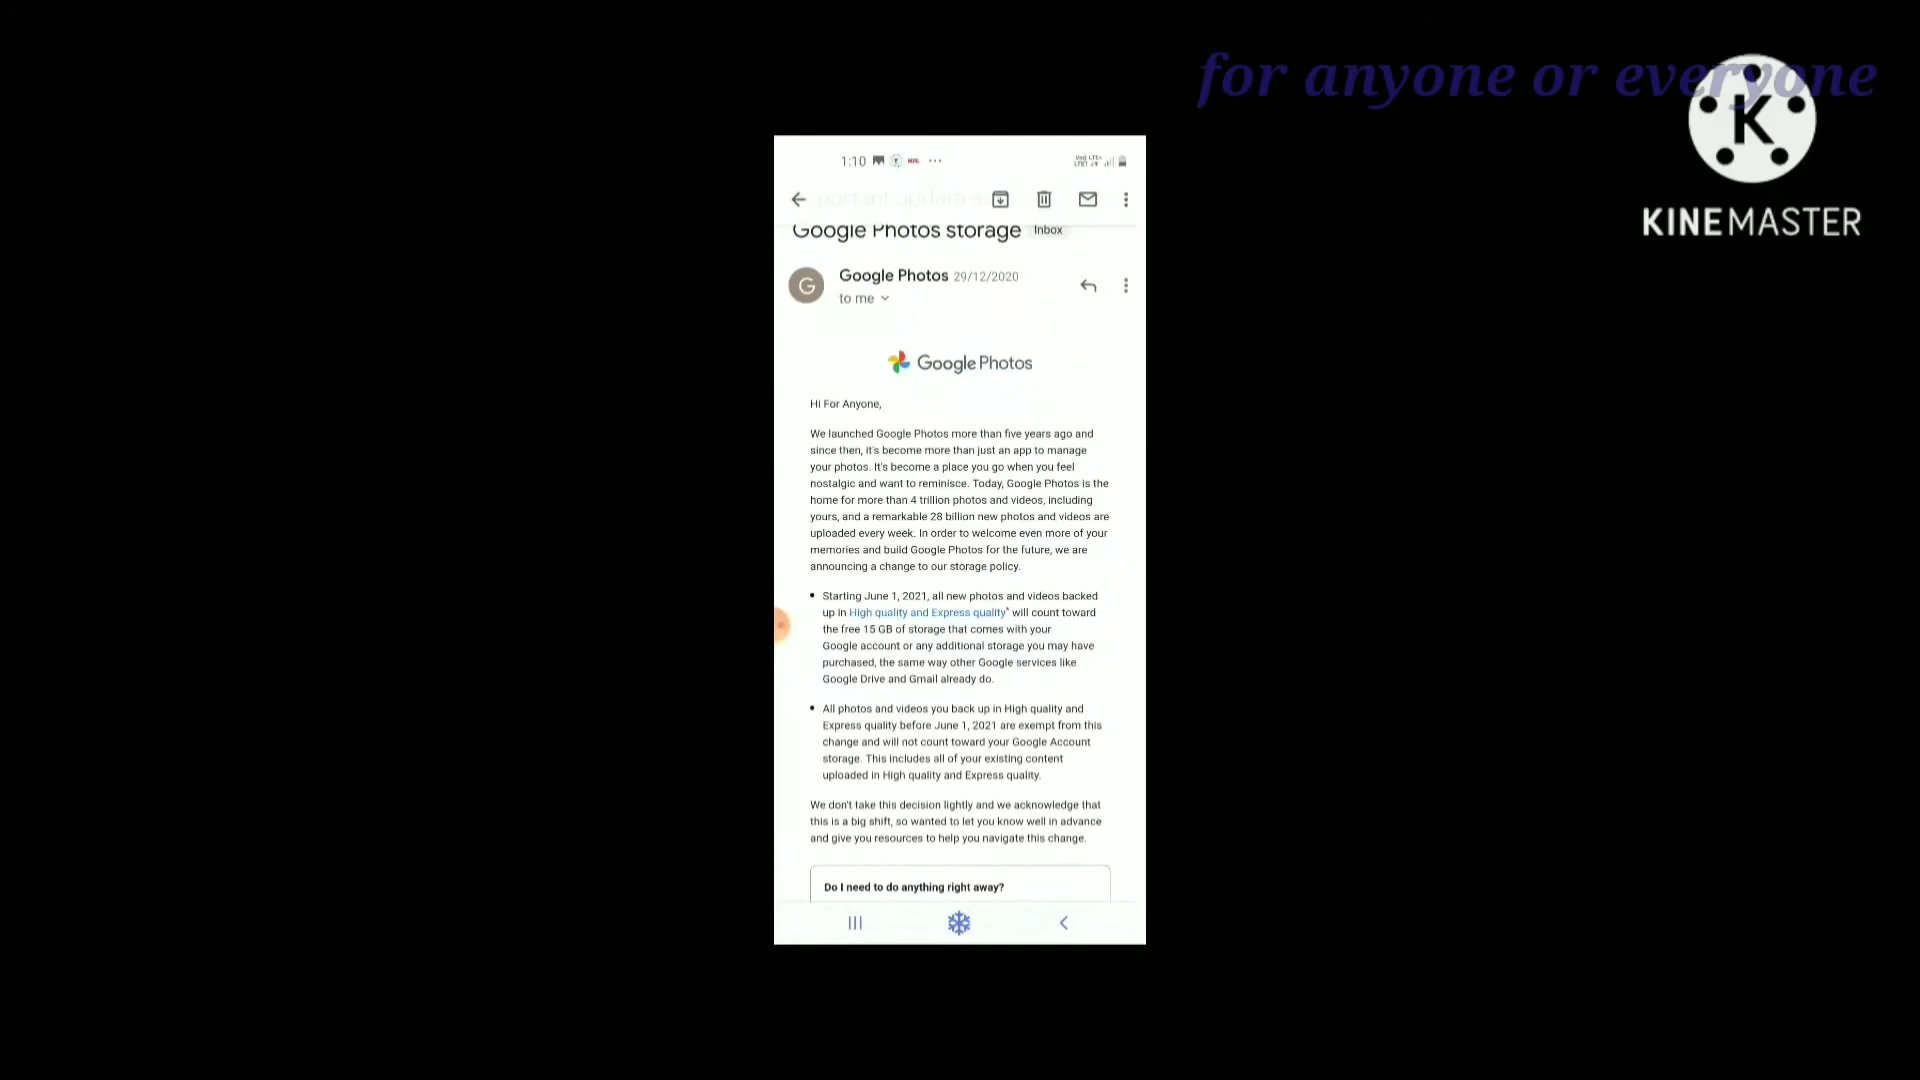 for anyone or everyone
K
KINEMASTER
1:10
Google Photos storage Inbox
G
Google Photos 29/12/2020
to me
Google Photos
Hi For Anyone,
We launched Google Photos more than five years ago and
since then, it's become more than just an app to manage
your photos. It's become a place you go when you feel
nostalgic and want to reminisce. Today, Google Photos is the
home for more than 4 trillion photos and videos, including
yours, and a remarkable 28 billion new photos and videos are
uploaded every week. In order to welcome even more of your
memories and build Google Photos for the future, we are
announcing a change to our storage policy.
• Starting June 1, 2021, all new photos and videos backed
up in High quality and Express quality* will count toward
the free 15 GB of storage that comes with your
Google account or any additional storage you may have
purchased, the same way other Google services like
Google Drive and Gmail already do.
• All photos and videos you back up in High quality and
Express quality before June 1, 2021 are exempt from this
change and will not count toward your Google Account
storage. This includes all of your existing content
uploaded in High quality and Express quality.
We don't take this decision lightly and we acknowledge that
this is a big shift, so wanted to let you know well in advance
and give you resources to help you navigate this change.
Do I need to do anything right away?